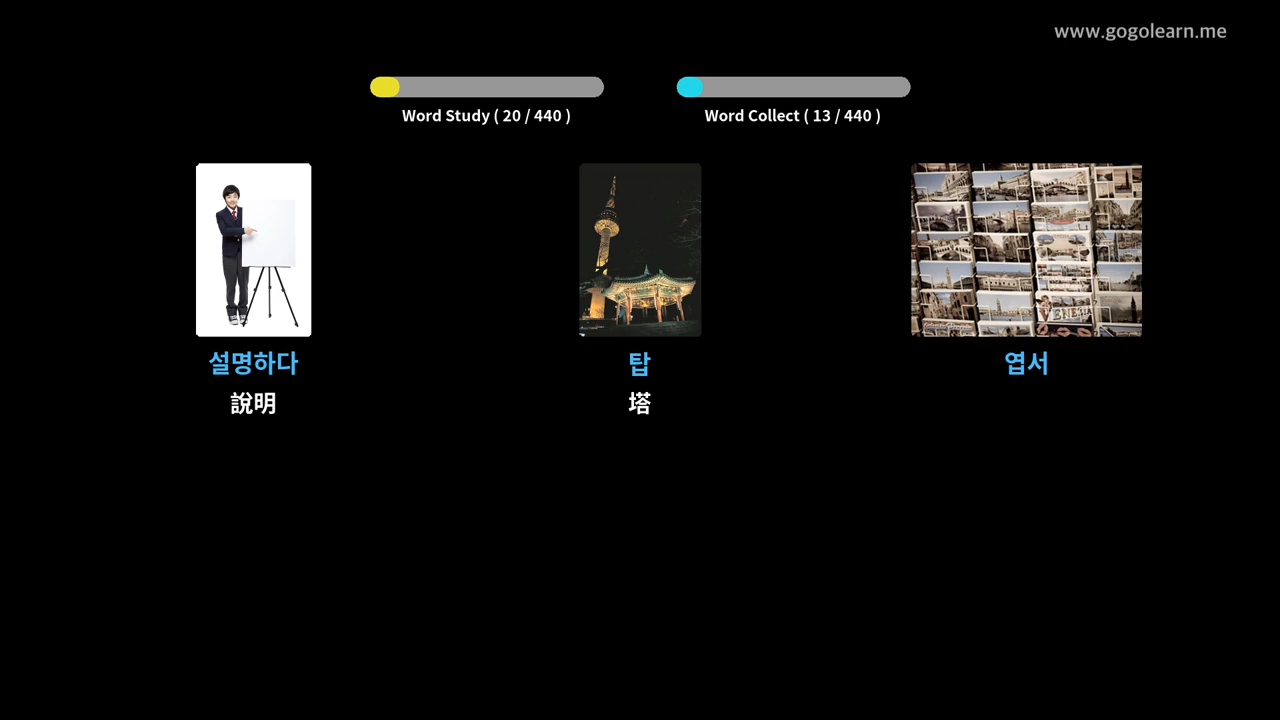 www.gogolearn.me
Word Study ( 20 / 440 )
Word Collect ( 13 / 440 )
설명하다
탑
엽서
說明
塔
VENEZIA